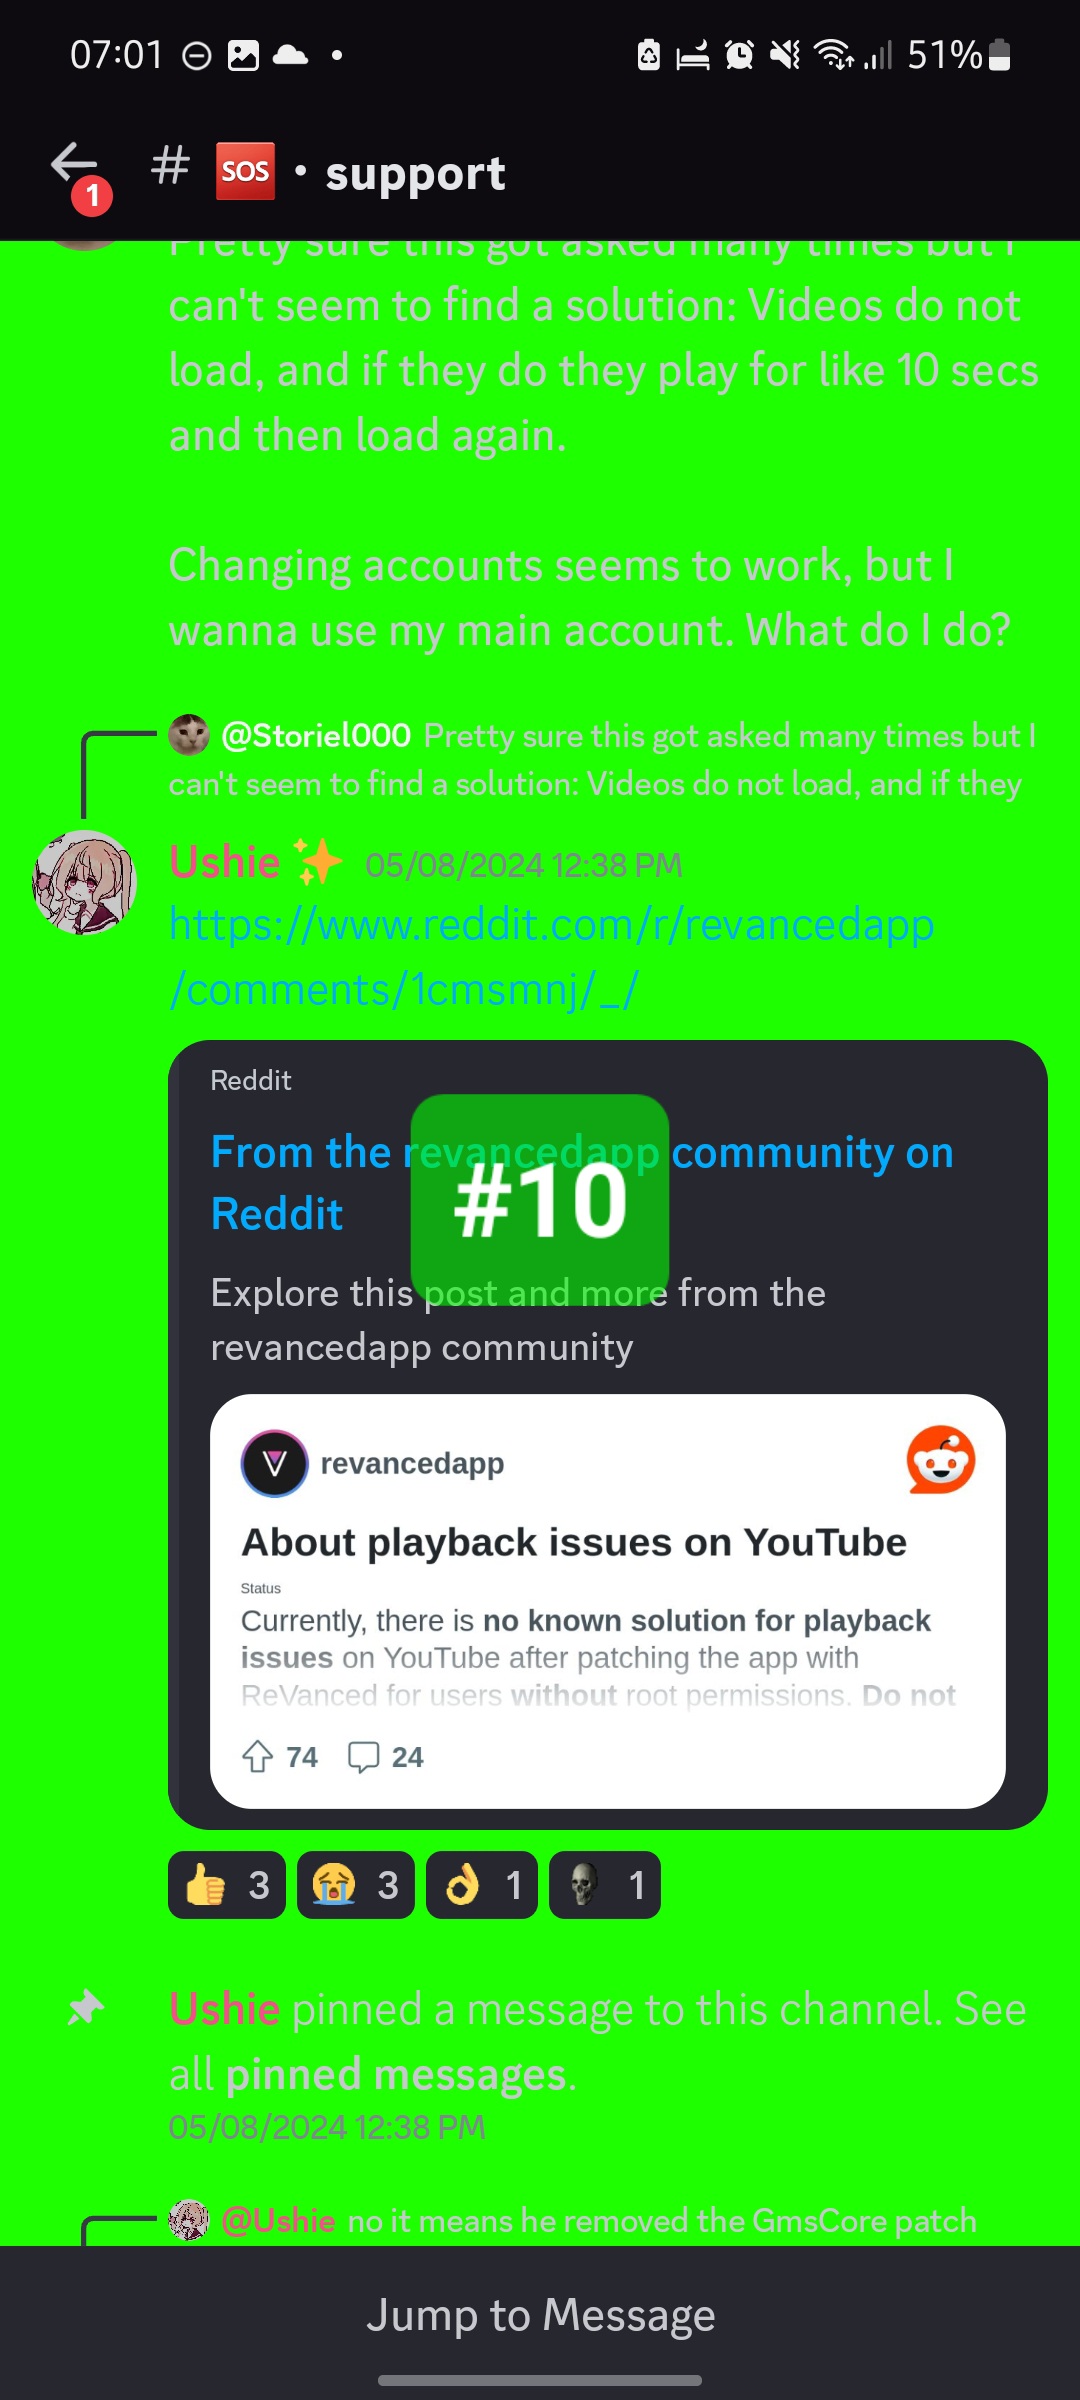 07:01
51%
1
# SOS • support
Pretty sure this got asked many times but I
can't seem to find a solution: Videos do not
load, and if they do they play for like 10 secs
and then load again.
Changing accounts seems to work, but I
wanna use my main account. What do I do?
@Storiel000 Pretty sure this got asked many times but I
can't seem to find a solution: Videos do not load, and if they
Ushie ✨ 05/08/2024 12:38 PM
https://www.reddit.com/r/revancedapp
/comments/1cmsmnj/_/
Reddit
From the revancedapp community on
Reddit
#10
Explore this post and more from the
revancedapp community
revancedapp
About playback issues on YouTube
Status
Currently, there is no known solution for playback
issues on YouTube after patching the app with
ReVanced for users without root permissions. Do not
74 24
👍 3 😭 3 👌 1 💀 1
Ushie pinned a message to this channel. See
all pinned messages.
05/08/2024 12:38 PM
@Ushie no it means he removed the GmsCore patch
Jump to Message